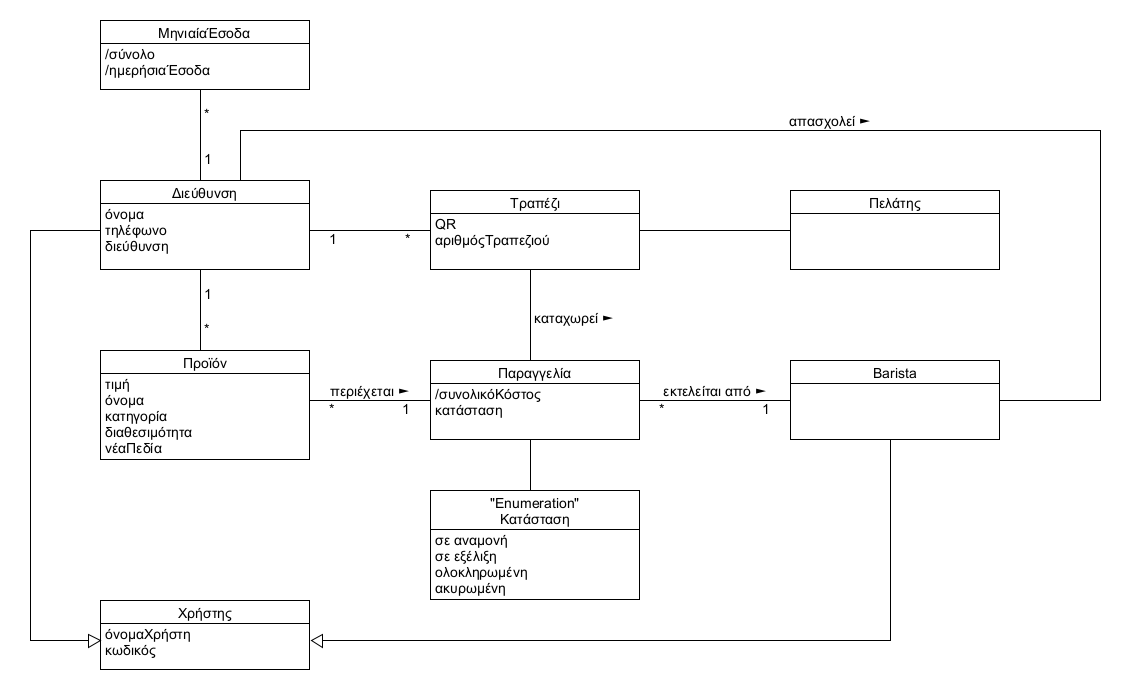 ΜηνιαίαΈσοδα
/σύνολο
/ημερήσιαΈσοδα
*
1
απασχολεί ►
Διεύθυνση
όνομα
τηλέφωνο
διεύθυνση
1
*
Τραπέζι
QR
αριθμόςΤραπεζιού
Πελάτης
1
*
καταχωρεί ►
Προϊόν
τιμή
όνομα
κατηγορία
διαθεσιμότητα
νέαΠεδία
περιέχεται ►
*
1
Παραγγελία
/συνολικόΚόστος
κατάσταση
εκτελείται από ►
*
1
Barista
"Enumeration"
Κατάσταση
σε αναμονή
σε εξέλιξη
ολοκληρωμένη
ακυρωμένη
Χρήστης
όνομαΧρήστη
κωδικός